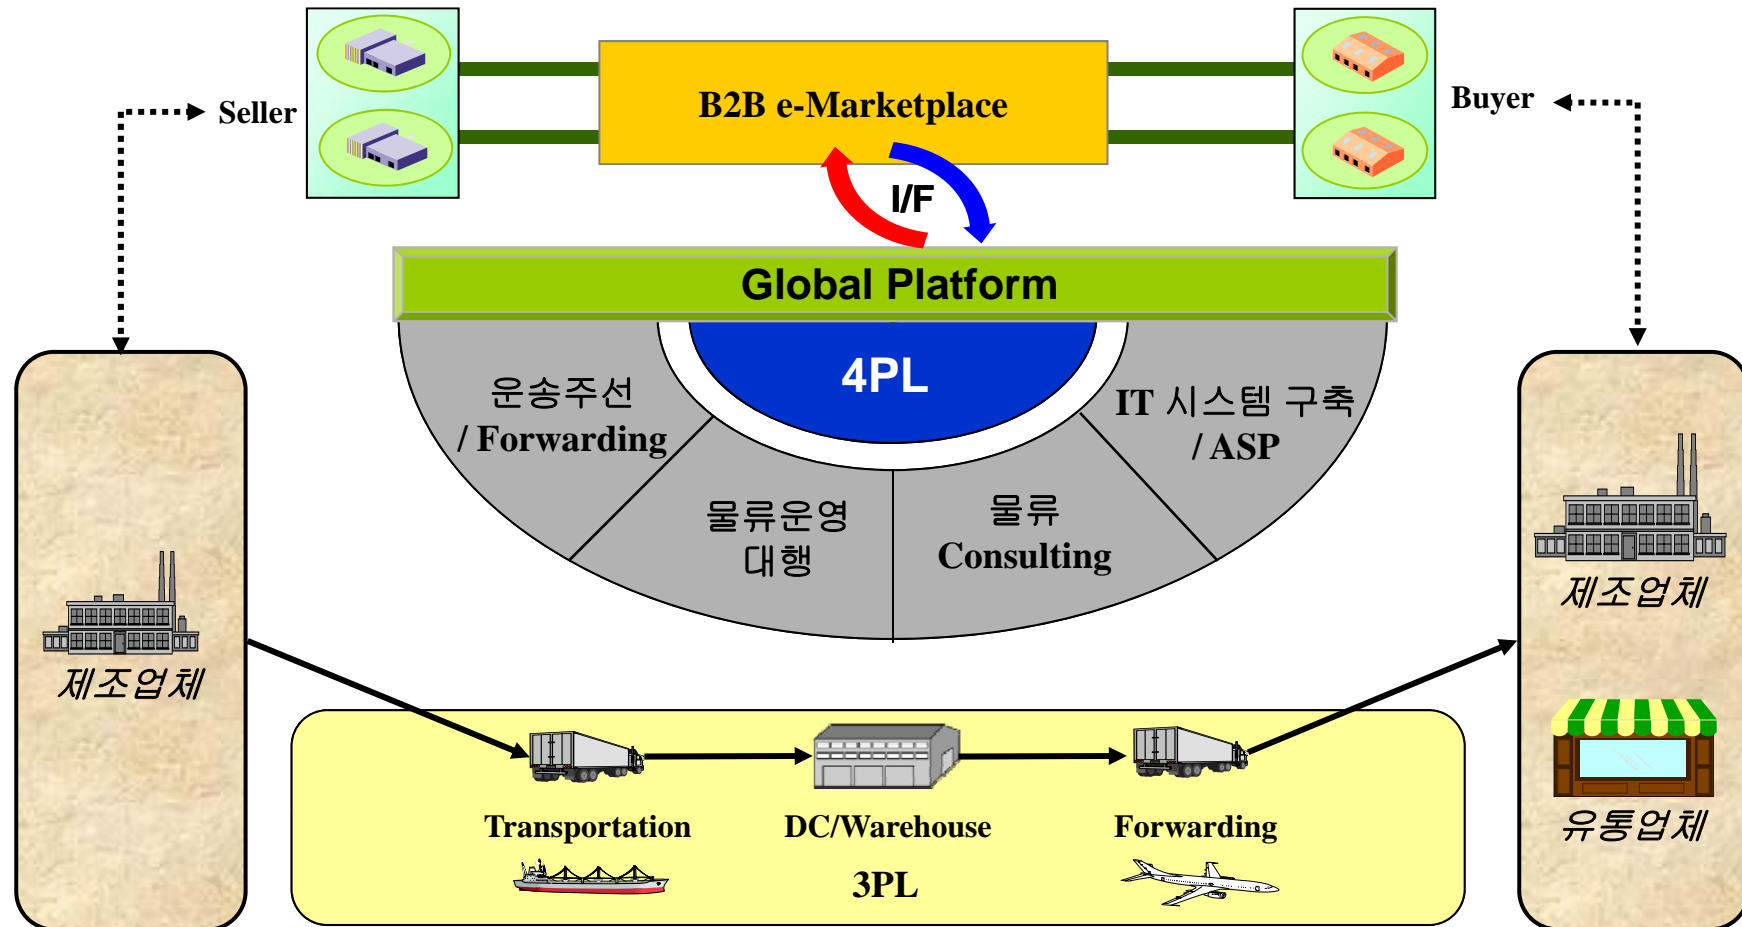 B2B e-Marketplace
Seller
Buyer
I/F
Global Platform
4PL
운송주선
/ Forwarding
IT 시스템 구축
/ ASP
물류운영
대행
물류
Consulting
제조업체
제조업체
유통업체
Transportation
DC/Warehouse
Forwarding
3PL